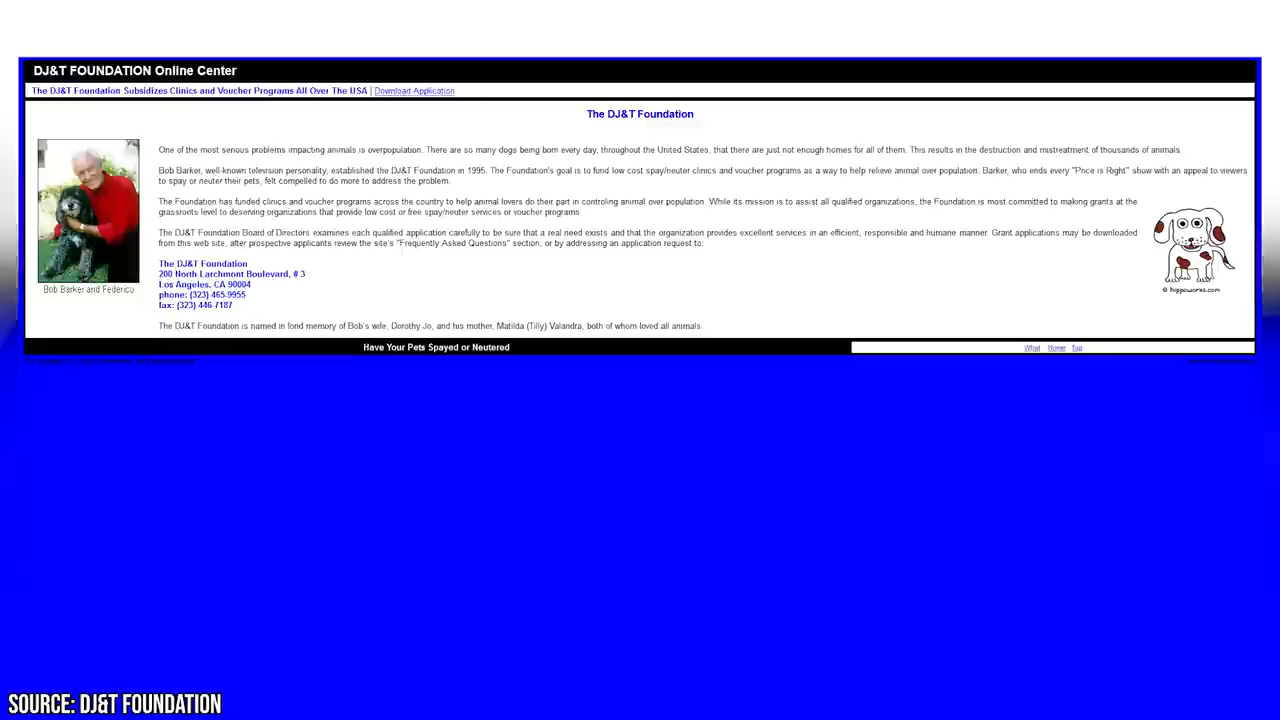 DJ&T FOUNDATION Online Center
The DJ&T Foundation Subsidizes Clinics and Voucher Programs All Over The USA | Download Application
The DJ&T Foundation
One of the most serious problems impacting animals is overpopulation. There are so many dogs being born every day, throughout the United States, that there are just not enough homes for all of them. This results in the destruction and mistreatment of thousands of animals.
Bob Barker, well-known television personality, established the DJ&T Foundation in 1995. The Foundation's goal is to fund low cost spay/neuter clinics and voucher programs as a way to help relieve animal over population. Barker, who ends every "Price is Right" show with an appeal to viewers
to spay or neuter their pets, felt compelled to do more to address the problem.
The Foundation has funded clinics and voucher programs across the country to help animal lovers do their part in controling animal over population. While its mission is to assist all qualified organizations, the Foundation is most committed to making grants at the
grassroots level to deserving organizations that provide low cost or free spay/neuter services or voucher programs.
The DJ&T Foundation Board of Directors examines each qualified application carefully to be sure that a real need exists and that the organization provides excellent services in an efficient, responsible and humane manner. Grant applications may be downloaded
from this web site, after prospective applicants review the site's "Frequently Asked Questions" section, or by addressing an application request to:
The DJ&T Foundation
200 North Larchmont Boulevard, # 3
Los Angeles, CA 90004
phone: (323) 465-9955
fax: (323) 446-7187
Bob Barker and Federico
© hippoworks.com
The DJ&T Foundation is named in fond memory of Bob's wife, Dorothy Jo, and his mother, Matilda (Tilly) Valandra, both of whom loved all animals.
Have Your Pets Spayed or Neutered
What Home Top
SOURCE: DJ&T FOUNDATION